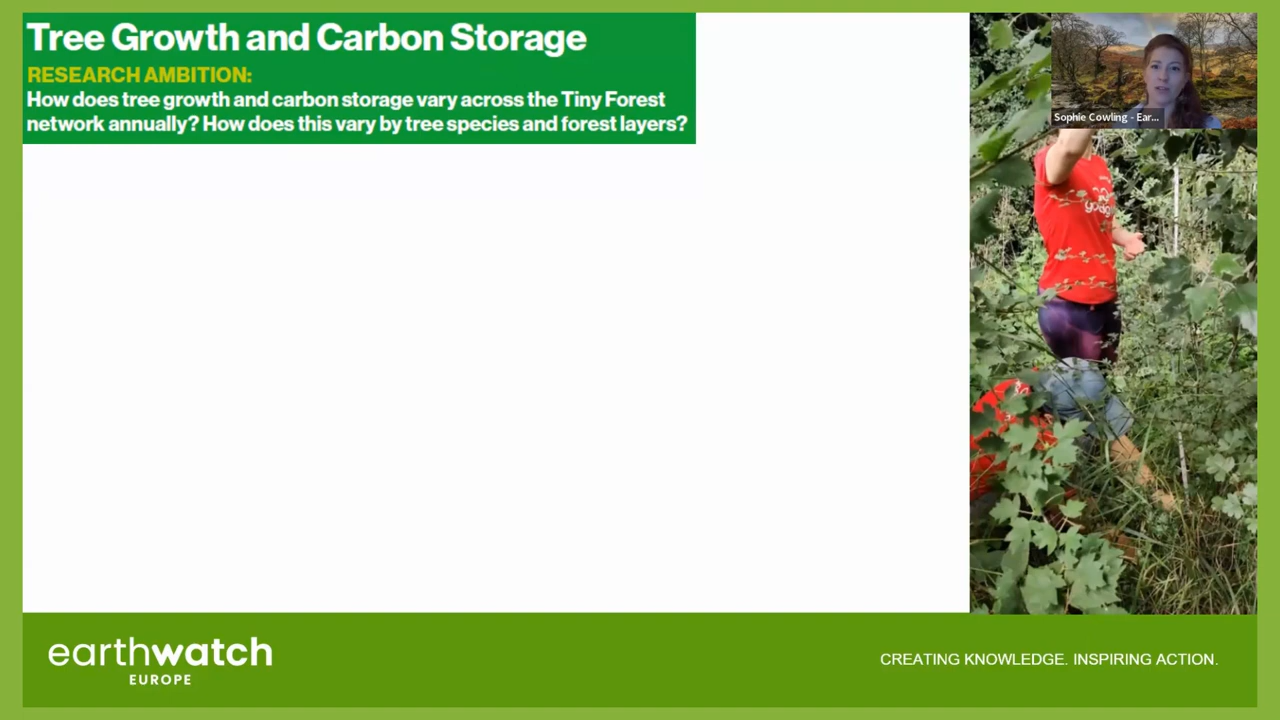 Tree Growth and Carbon Storage
RESEARCH AMBITION:
How does tree growth and carbon storage vary across the Tiny Forest
network annually? How does this vary by tree species and forest layers?
Sophie Cowling - Ear...
earthwatch
EUROPE
CREATING KNOWLEDGE. INSPIRING ACTION.